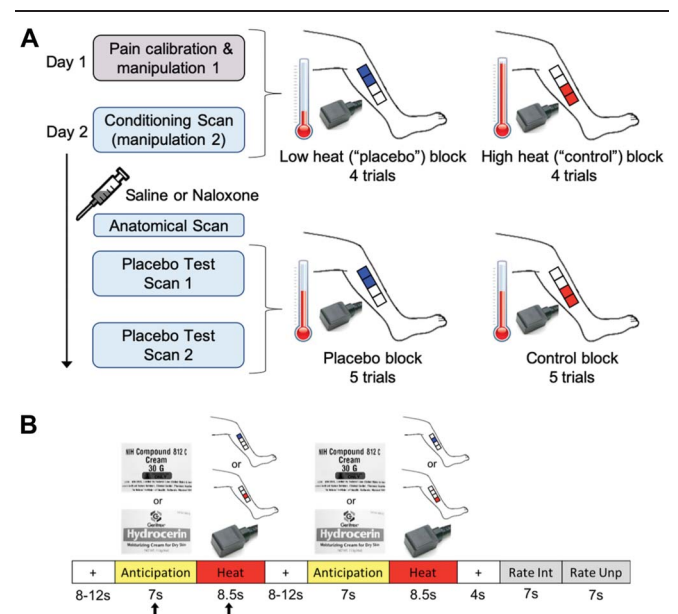 A
Day 1
Pain calibration &
manipulation 1
Day 2
Conditioning Scan
(manipulation 2)
Low heat ("placebo") block
4 trials
High heat ("control") block
4 trials
Saline or Naloxone
Anatomical Scan
Placebo Test
Scan 1
Placebo Test
Scan 2
Placebo block
5 trials
Control block
5 trials
B
NIH Compound 812 C
Cream
30 G
or
Hydrocerin
Moisturizing Cream for Dry Skin
or
NIH Compound 812 C
Cream
30 G
or
Hydrocerin
Moisturizing Cream for Dry Skin
or
+ Anticipation Heat + Anticipation Heat + Rate Int Rate Unp
8-12s 7s 8.5s 8-12s 7s 8.5s 4s 7s 7s